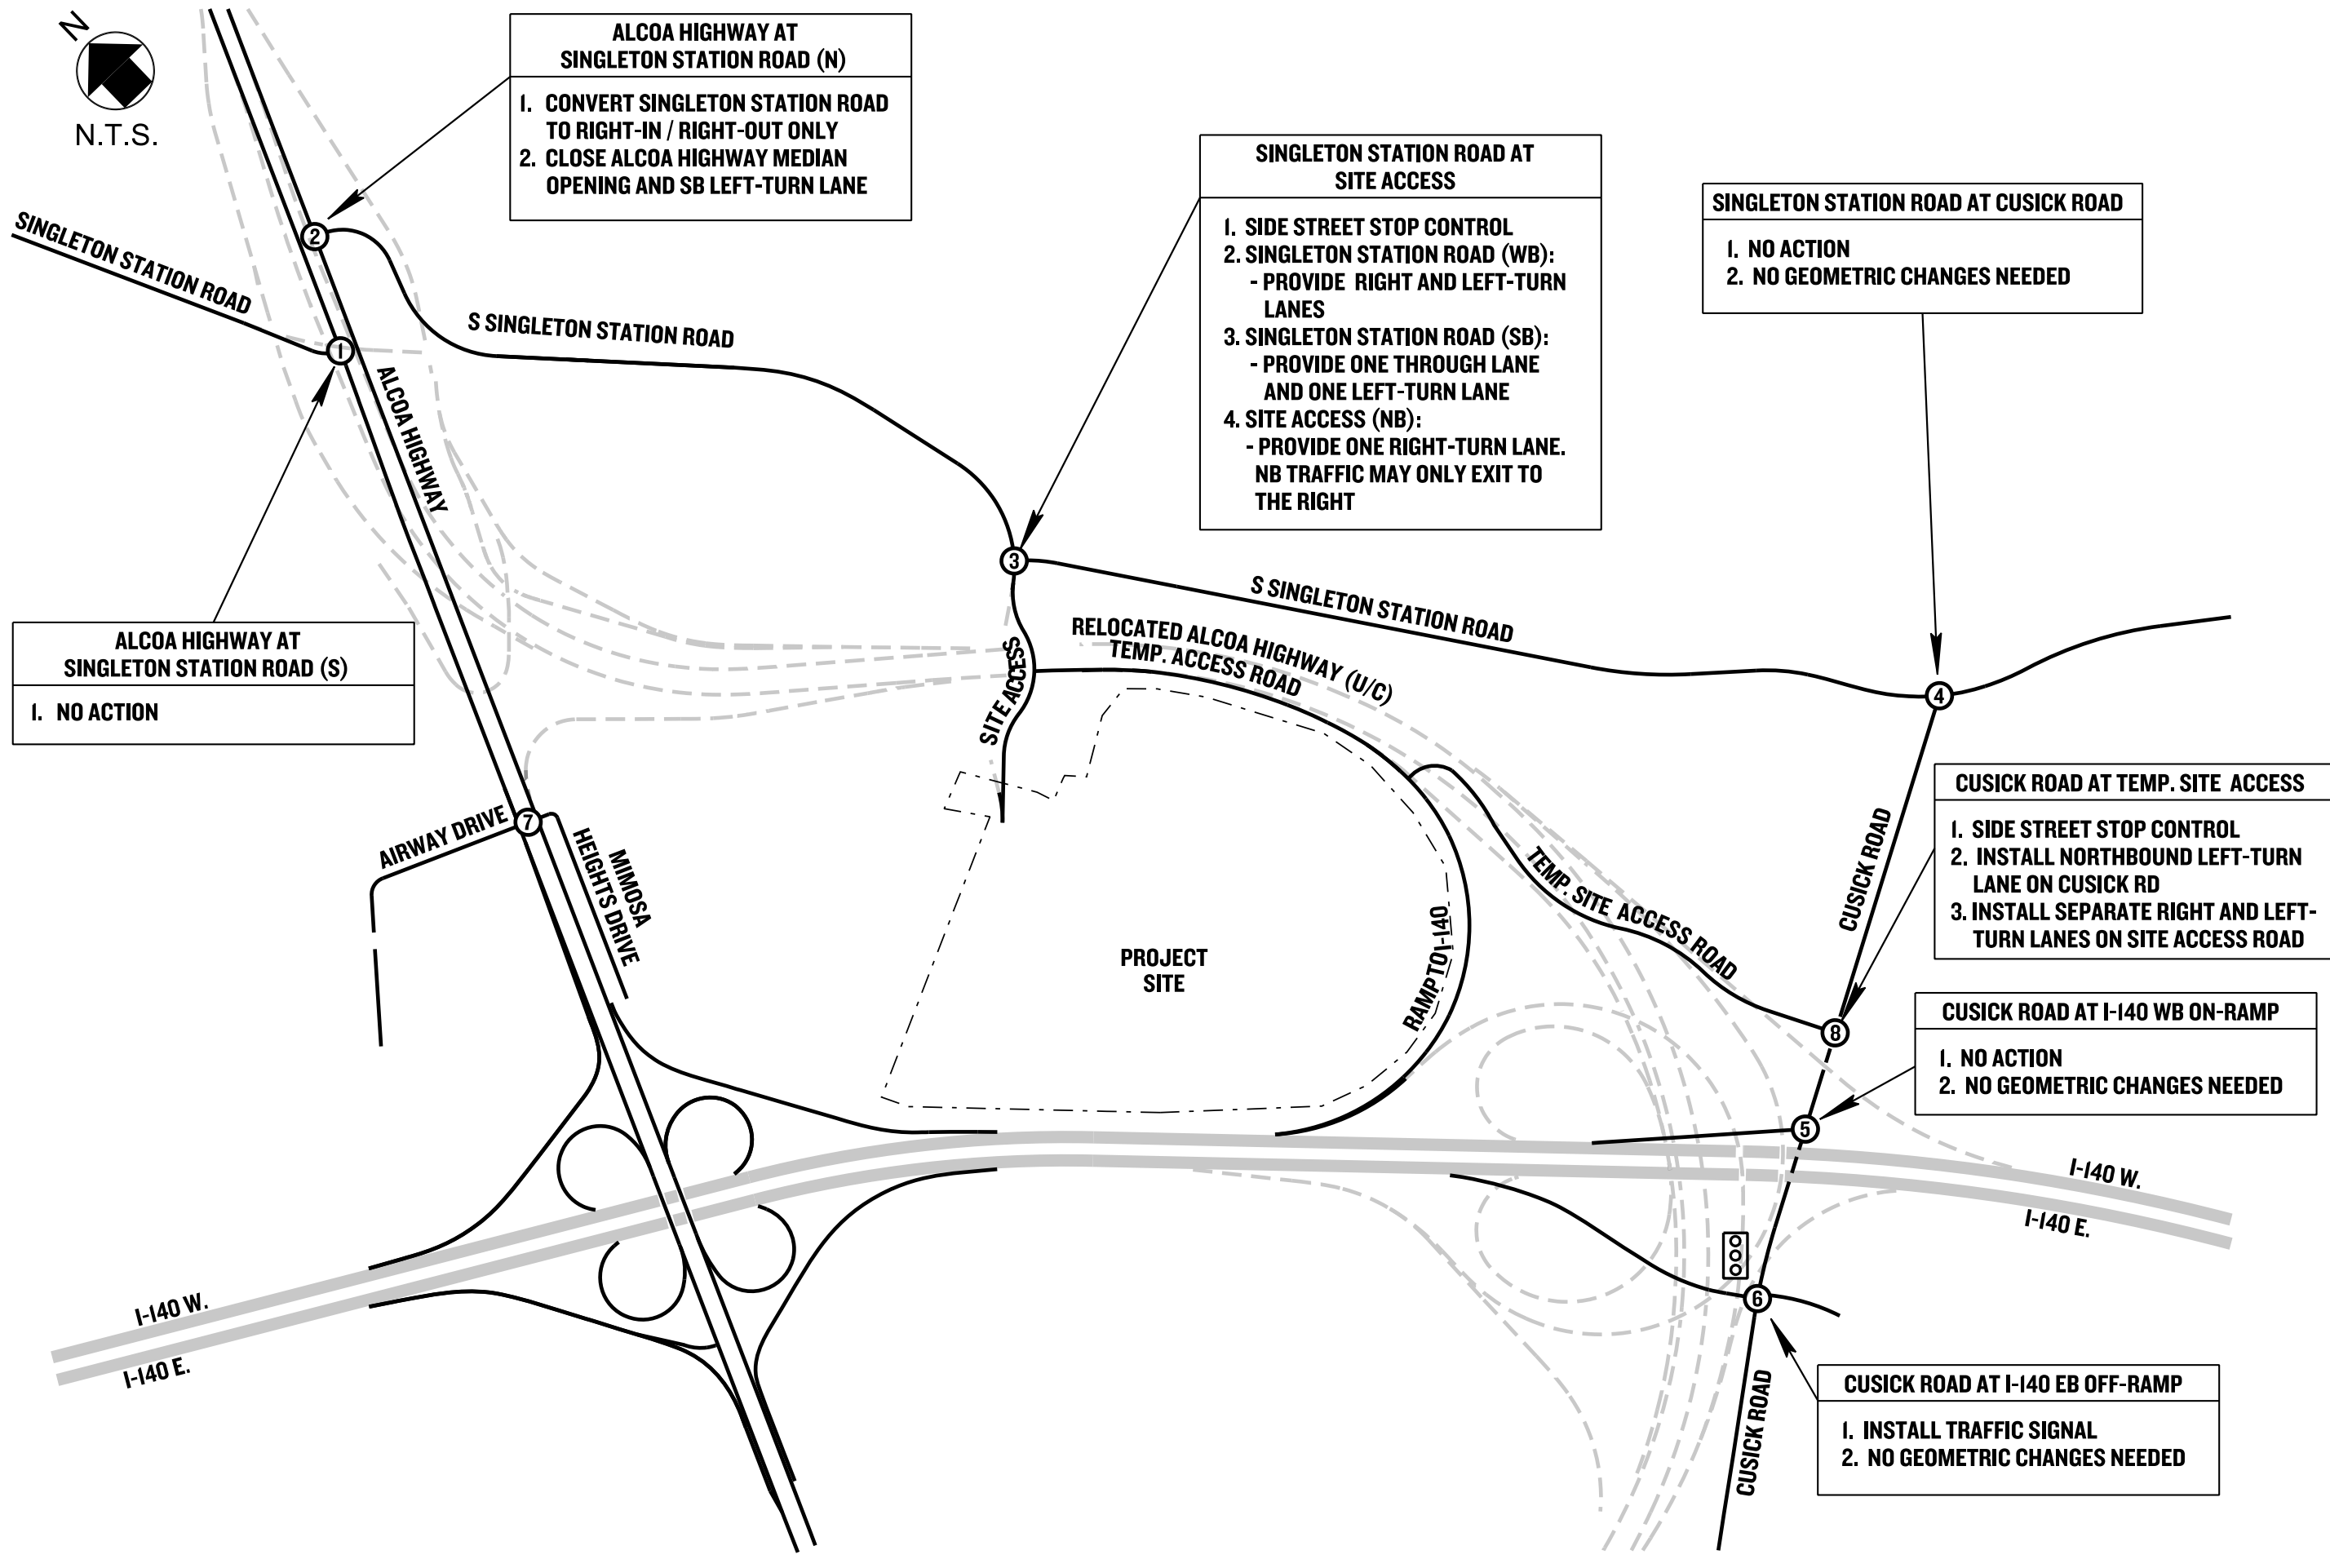 N
N.T.S.
ALCOA HIGHWAY AT
SINGLETON STATION ROAD (N)
1. CONVERT SINGLETON STATION ROAD
TO RIGHT-IN / RIGHT-OUT ONLY
2. CLOSE ALCOA HIGHWAY MEDIAN
OPENING AND SB LEFT-TURN LANE
SINGLETON STATION ROAD AT
SITE ACCESS
1. SIDE STREET STOP CONTROL
2. SINGLETON STATION ROAD (WB):
- PROVIDE RIGHT AND LEFT-TURN
LANES
3. SINGLETON STATION ROAD (SB):
- PROVIDE ONE THROUGH LANE
AND ONE LEFT-TURN LANE
4. SITE ACCESS (NB):
- PROVIDE ONE RIGHT-TURN LANE.
NB TRAFFIC MAY ONLY EXIT TO
THE RIGHT
SINGLETON STATION ROAD AT CUSICK ROAD
1. NO ACTION
2. NO GEOMETRIC CHANGES NEEDED
2
SINGLETON STATION ROAD
1
S SINGLETON STATION ROAD
ALCOA HIGHWAY
3
S SINGLETON STATION ROAD
ALCOA HIGHWAY AT
SINGLETON STATION ROAD (S)
1. NO ACTION
RELOCATED ALCOA HIGHWAY (U/C)
TEMP. ACCESS ROAD
SITE ACCESS
4
CUSICK ROAD AT TEMP. SITE ACCESS
1. SIDE STREET STOP CONTROL
2. INSTALL NORTHBOUND LEFT-TURN
LANE ON CUSICK RD
3. INSTALL SEPARATE RIGHT AND LEFT-
TURN LANES ON SITE ACCESS ROAD
AIRWAY DRIVE
7
MIMOSA
HEIGHTS DRIVE
CUSICK ROAD
TEMP. SITE ACCESS ROAD
PROJECT
SITE
RAMP TO I-140
8
CUSICK ROAD AT I-140 WB ON-RAMP
1. NO ACTION
2. NO GEOMETRIC CHANGES NEEDED
5
I-140 W.
I-140 E.
I-140 W.
I-140 E.
6
CUSICK ROAD
CUSICK ROAD AT I-140 EB OFF-RAMP
1. INSTALL TRAFFIC SIGNAL
2. NO GEOMETRIC CHANGES NEEDED